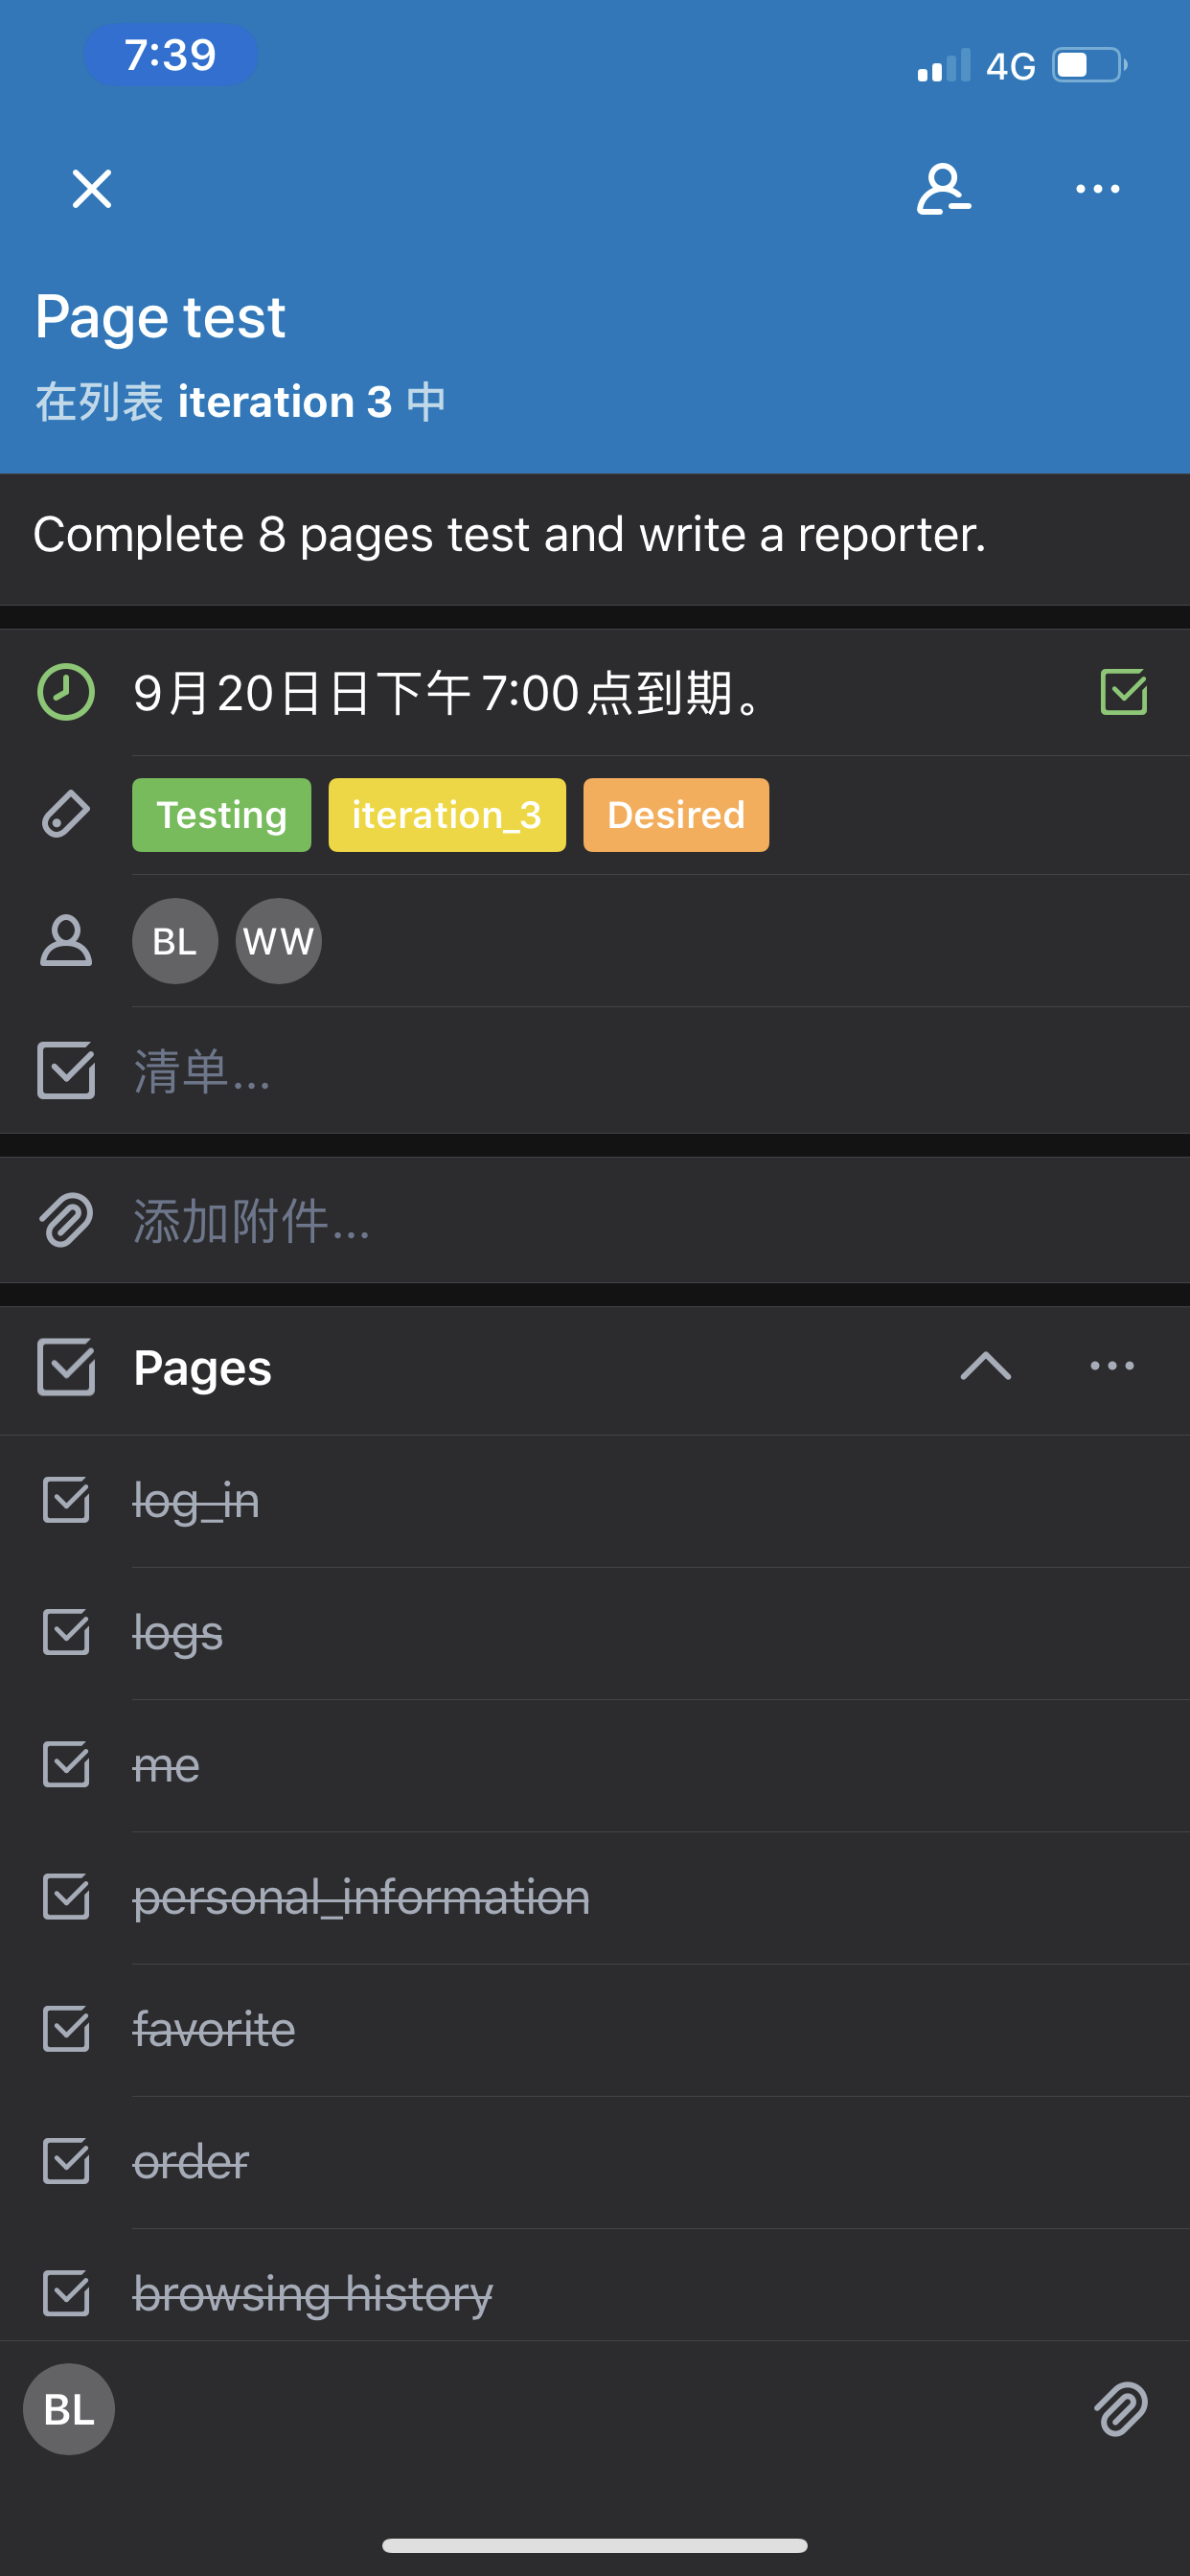 7:39
4G
Page test
在列表 iteration 3 中
Complete 8 pages test and write a reporter.
9月20日日下午7:00点到期。
Testing iteration_3 Desired
BL WW
清单...
添加附件...
Pages
log_in
logs
me
personal_information
favorite
order
browsing history
BL